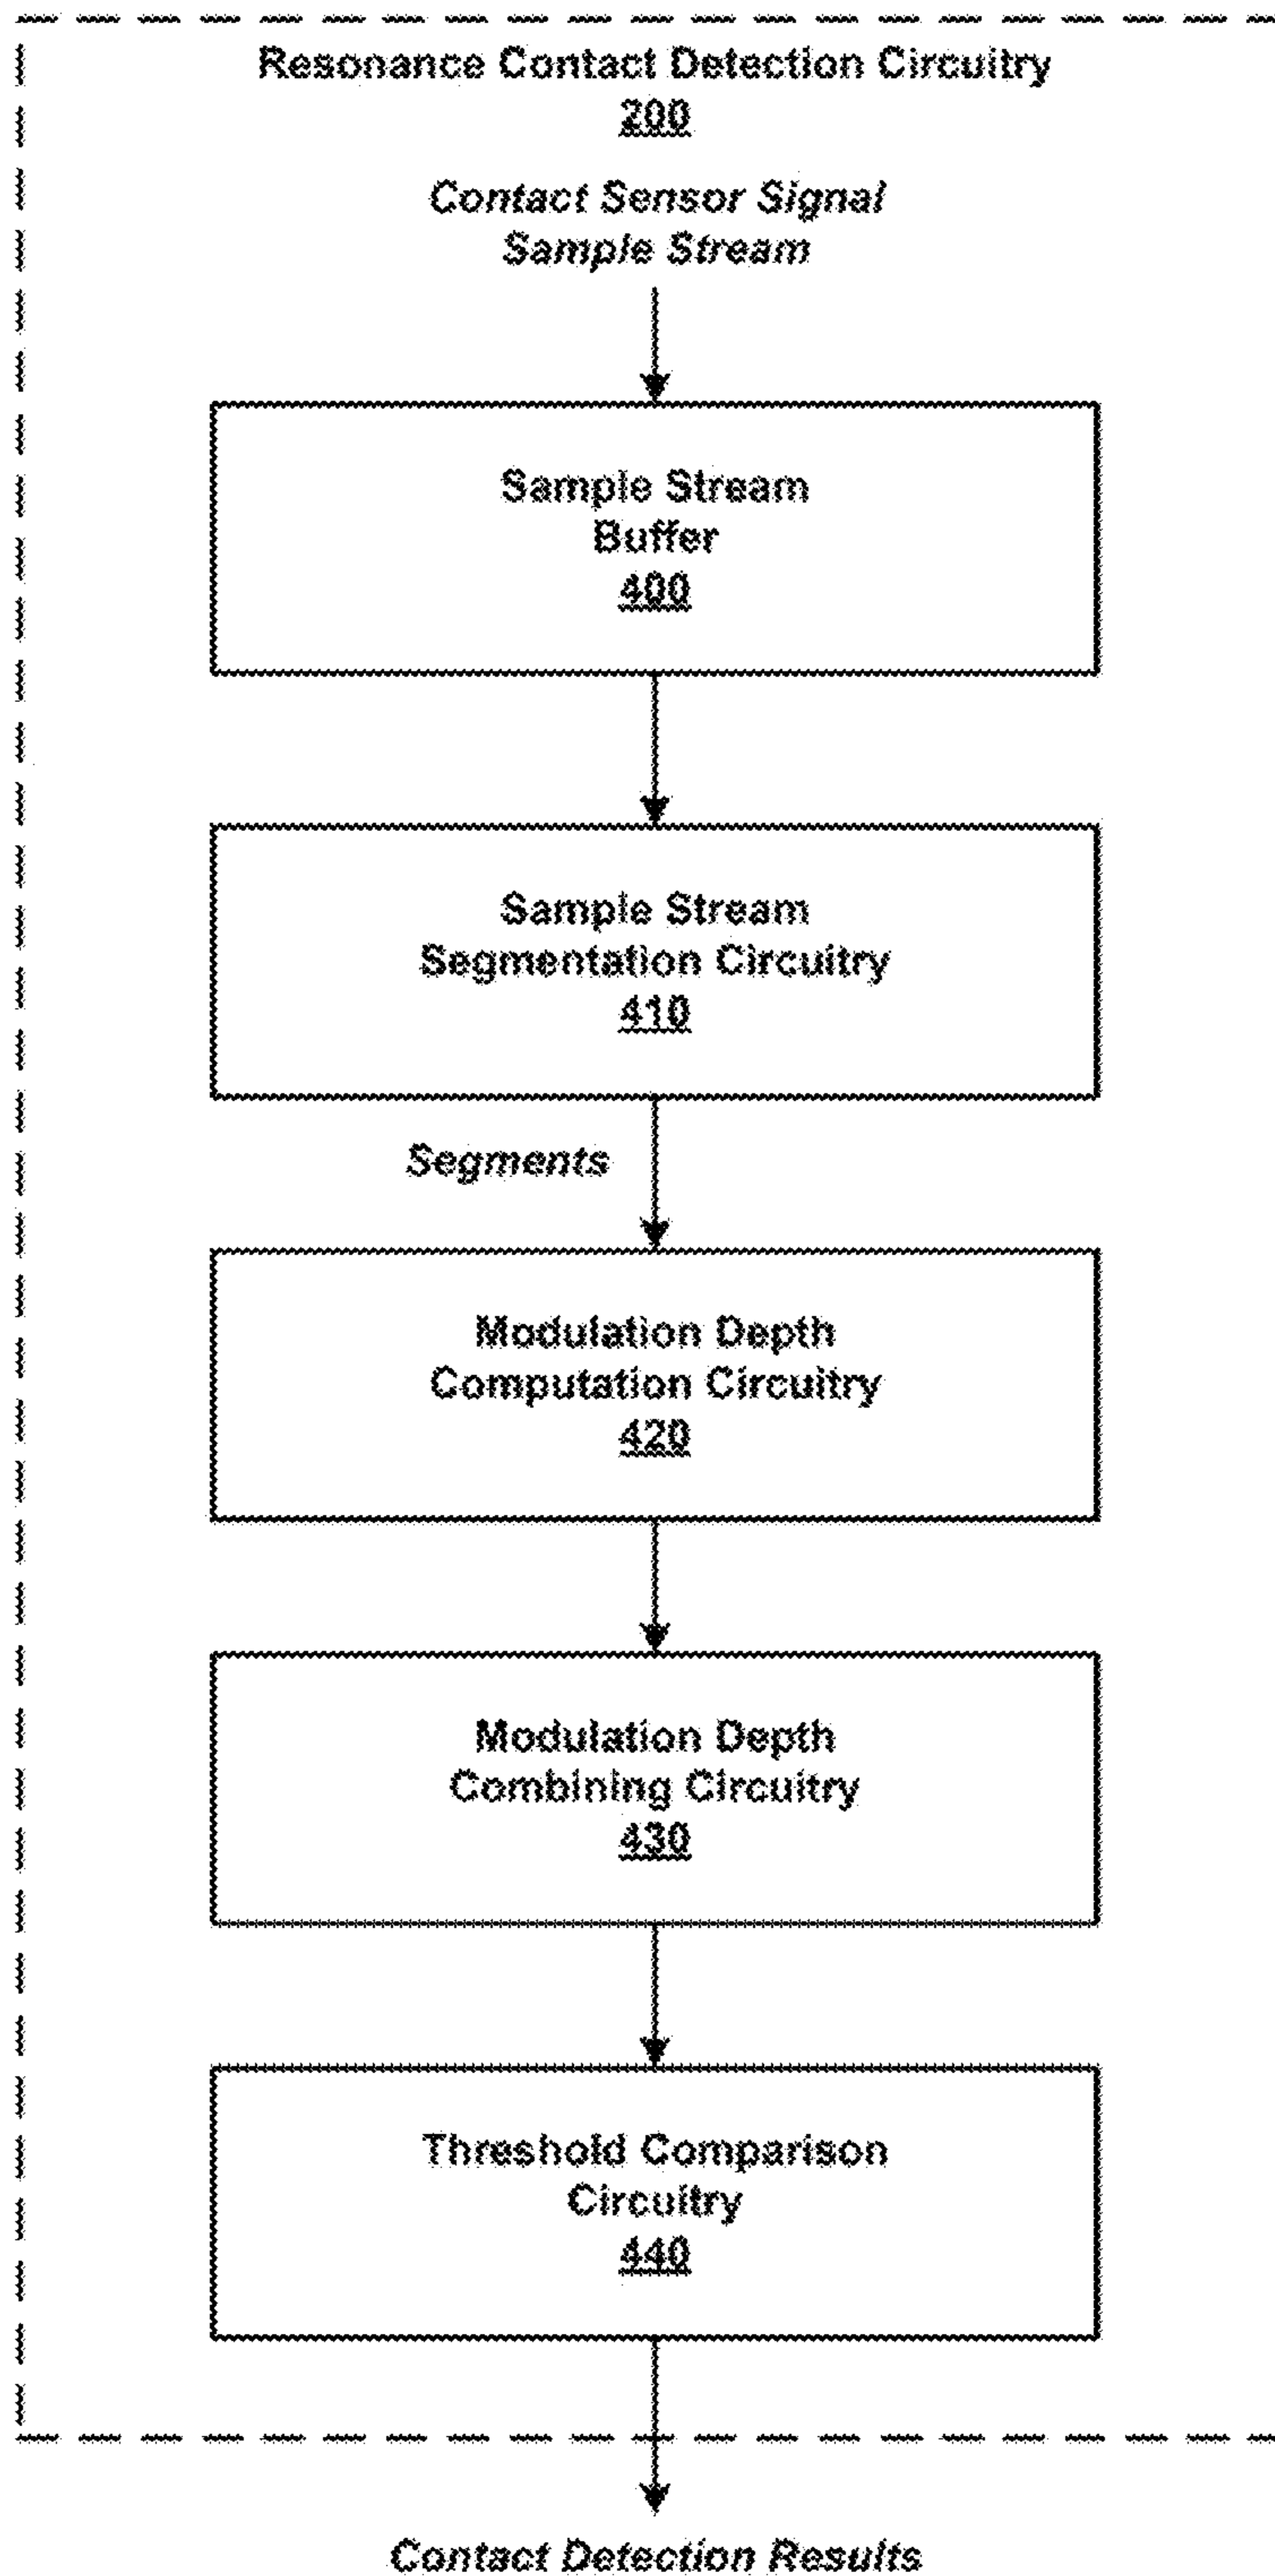 Resonance Contact Detection Circuitry
200
Contact Sensor Signal
Sample Stream
Sample Stream
Buffer
400
Sample Stream
Segmentation Circuitry
410
Segments
Modulation Depth
Computation Circuitry
420
Modulation Depth
Combining Circuitry
430
Threshold Comparison
Circuitry
440
Contact Detection Results